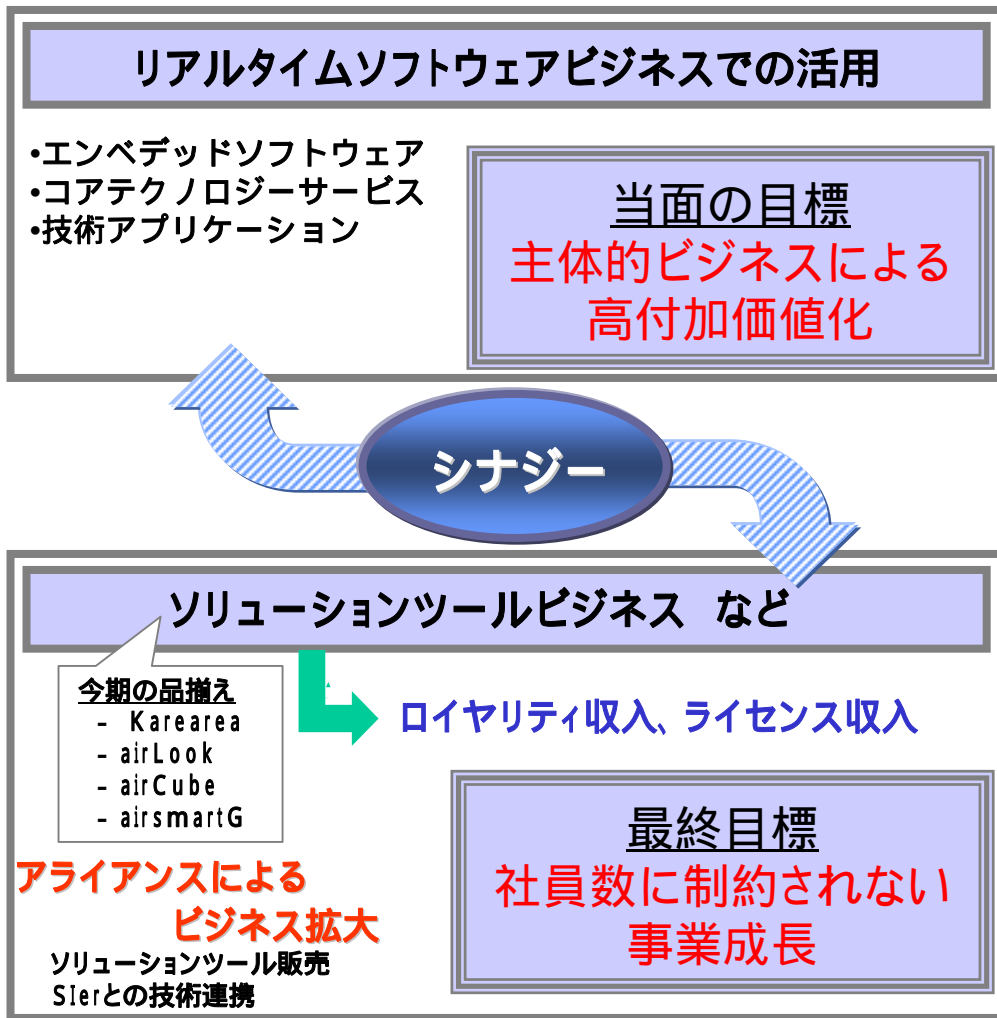 リアルタイムソフトウェアビジネスでの活用
•エンベデッドソフトウェア
•コアテクノロジーサービス
•技術アプリケーション
当面の目標
主体的ビジネスによる
高付加価値化
シナジー
ソリューションツールビジネス など
今期の品揃え
– Karearea
– airLook
– airCube
– airsmartG
ロイヤリティ収入、ライセンス収入
アライアンスによる
ビジネス拡大
ソリューションツール販売
SIerとの技術連携
最終目標
社員数に制約されない
事業成長